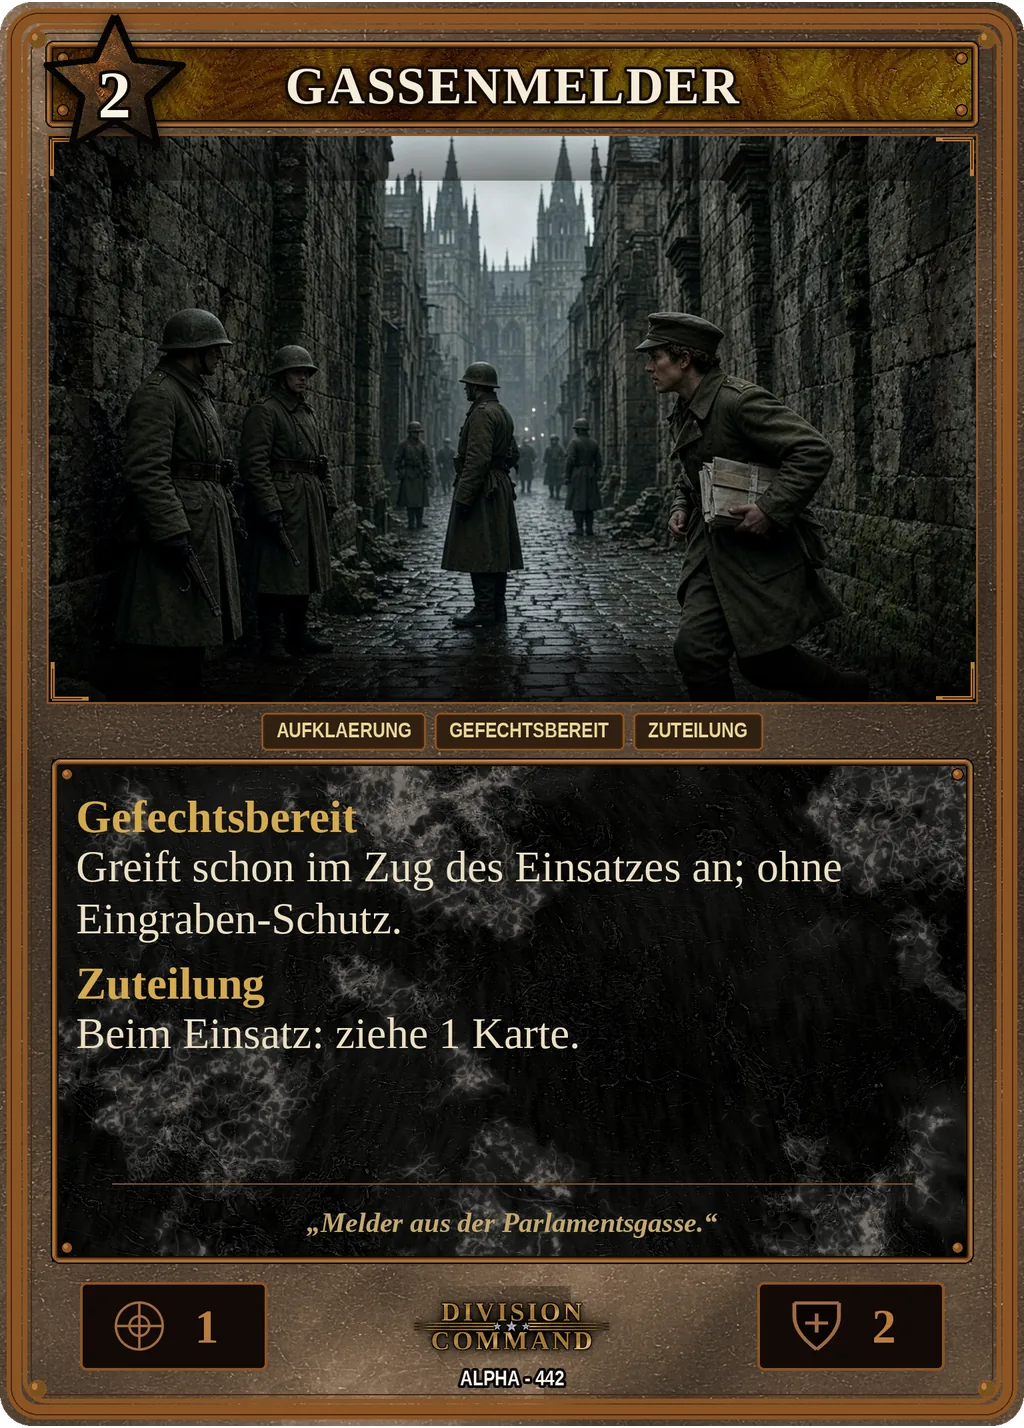 2
GASSENMELDER
AUFKLAERUNG GEFECHTSBEREIT ZUTEILUNG
Gefechtsbereit
Greift schon im Zug des Einsatzes an; ohne
Eingraben-Schutz.
Zuteilung
Beim Einsatz: ziehe 1 Karte.
„Melder aus der Parlamentsgasse.“
1
DIVISION
COMMAND
ALPHA - 442
2